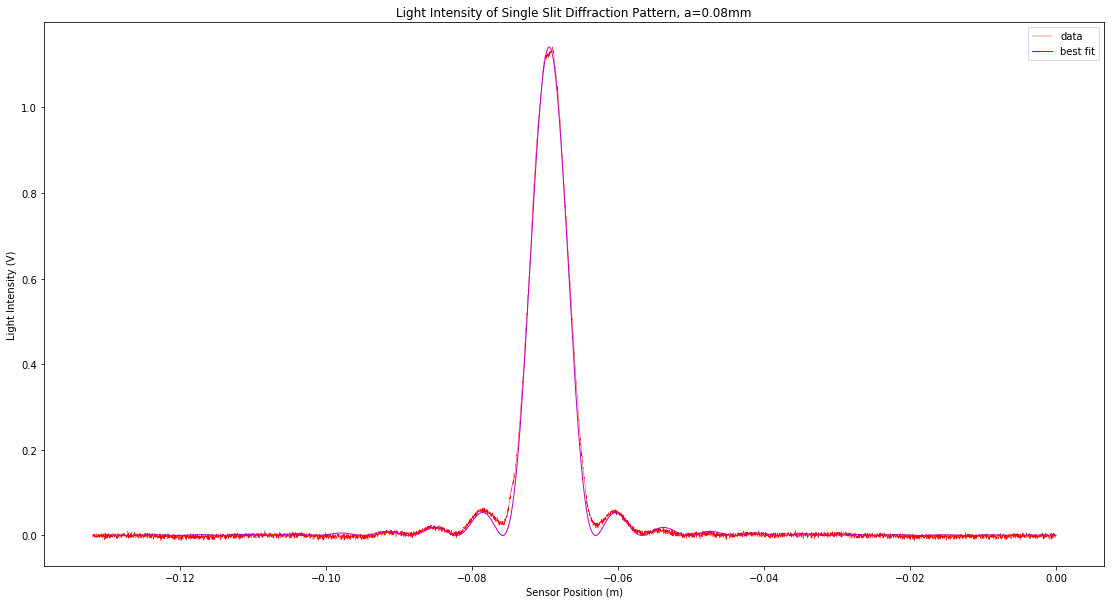 Light Intensity of Single Slit Diffraction Pattern, a=0.08mm
data
best fit
1.0
0.8
0.6
0.4
0.2
0.0
Light Intensity (V)
−0.12
−0.10
−0.08
−0.06
−0.04
−0.02
0.00
Sensor Position (m)